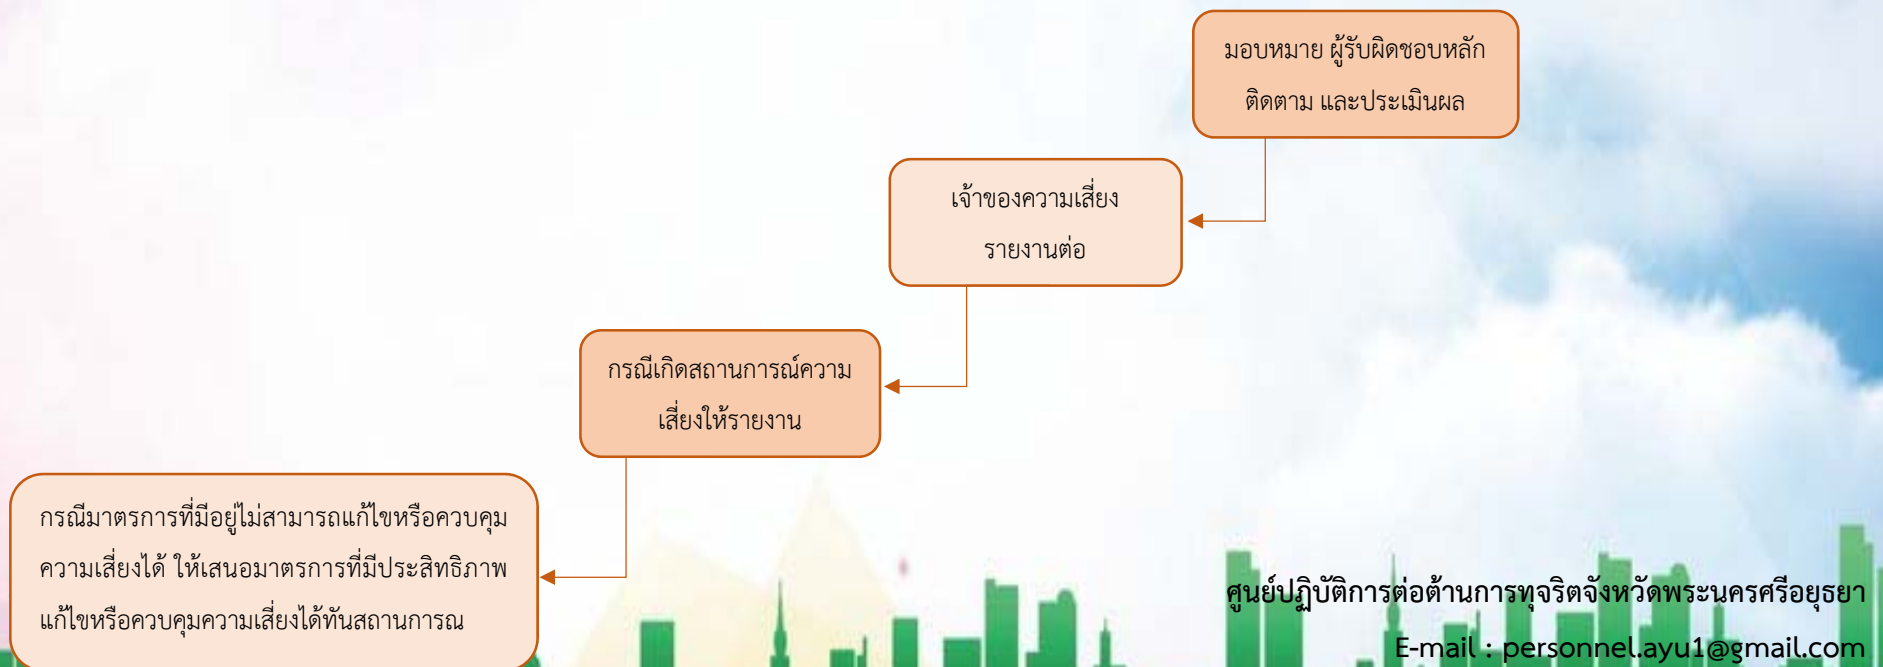 มอบหมาย ผู้รับผิดชอบหลัก
ติดตาม และประเมินผล
เจ้าของความเสี่ยง
รายงานต่อ
กรณีเกิดสถานการณ์ความ
เสี่ยงให้รายงาน
กรณีมาตรการที่มีอยู่ไม่สามารถแก้ไขหรือควบคุม
ความเสี่ยงได้ ให้เสนอมาตรการที่มีประสิทธิภาพ
แก้ไขหรือควบคุมความเสี่ยงได้ทันสถานการณ
ศูนย์ปฏิบัติการต่อต้านการทุจริตจังหวัดพระนครศรีอยุธยา
E-mail : personnel.ayu1@gmail.com